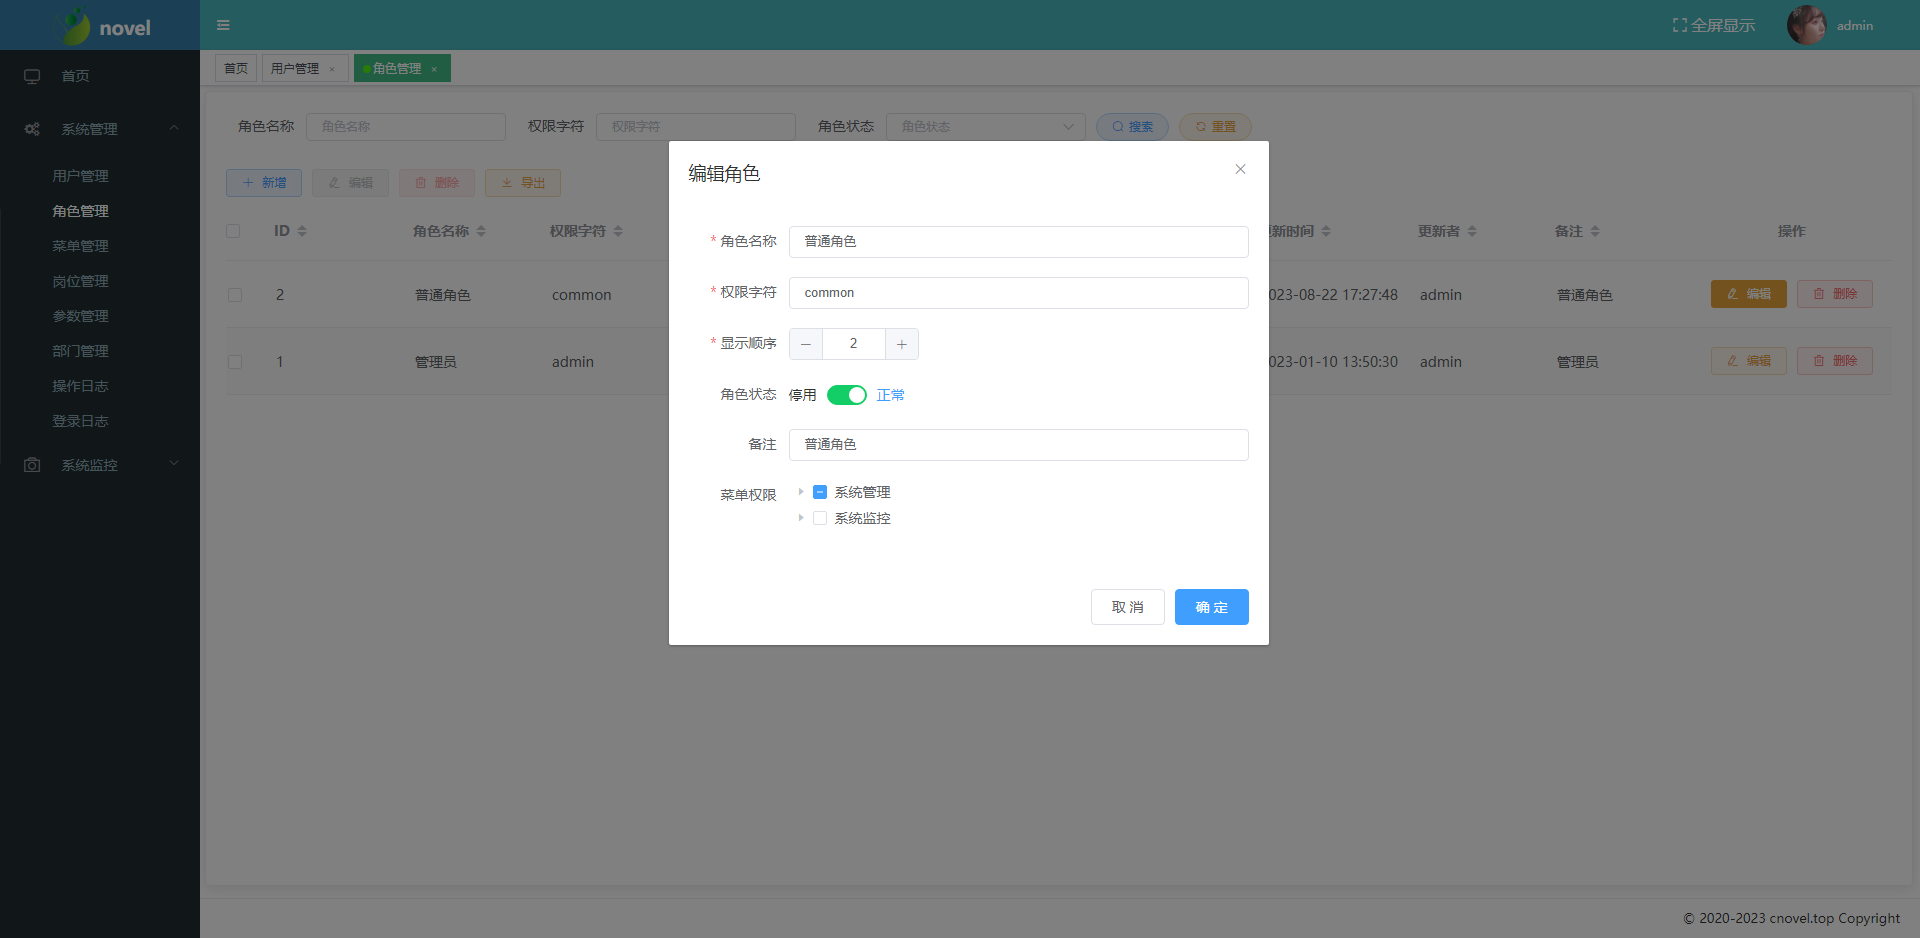 novel
全屏显示
admin
首页
系统管理
用户管理
角色管理
菜单管理
岗位管理
参数管理
部门管理
操作日志
登录日志
系统监控
首页 用户管理 × 角色管理 ×
角色名称 角色名称 权限字符 权限字符 角色状态 角色状态 搜索 重置
新增 编辑 删除 导出
ID 角色名称 权限字符 新时间 更新者 备注 操作
2 普通角色 common 023-08-22 17:27:48 admin 普通角色 编辑 删除
1 管理员 admin 023-01-10 13:50:30 admin 管理员 编辑 删除
编辑角色
* 角色名称 普通角色
* 权限字符 common
* 显示顺序 2
角色状态 停用 正常
备注 普通角色
菜单权限 系统管理
系统监控
取 消 确 定
© 2020-2023 cnovel.top Copyright